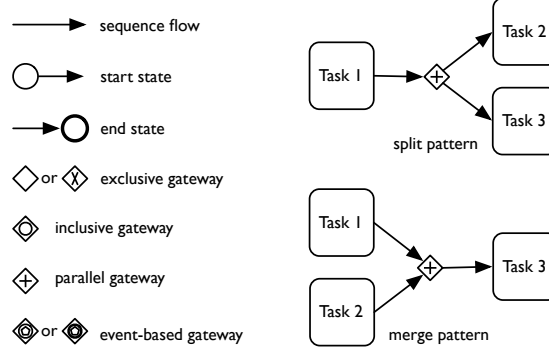 sequence flow
start state
end state
or X exclusive gateway
inclusive gateway
+ parallel gateway
or event-based gateway
Task 2
Task 1 +
Task 3
split pattern
Task 1
+ Task 3
Task 2
merge pattern